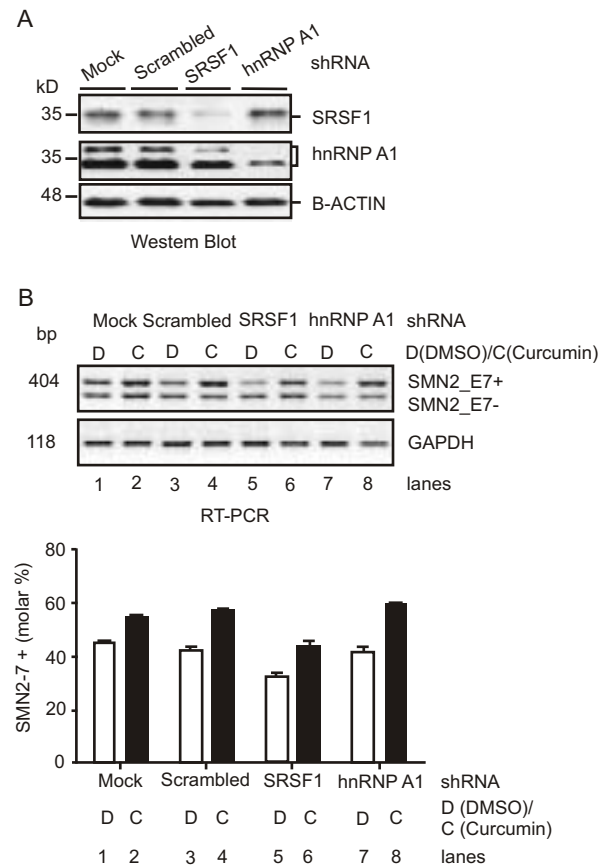 A
Mock Scrambled SRSF1 hnRNP A1 shRNA
kD
35 SRSF1
35 hnRNP A1
48 B-ACTIN
Westem Blot
B
bp Mock Scrambled SRSF1 hnRNP A1 shRNA
D C D C D C D C D(DMSO)/C(Curcumin)
404 SMN2_E7+
SMN2_E7-
118 GAPDH
1 2 3 4 5 6 7 8 lanes
RT-PCR
SMN2-7 + (molar %)
80
60
40
20
0
Mock Scrambled SRSF1 hnRNP A1 shRNA
D C D C D C D C D (DMSO)/
C (Curcumin)
1 2 3 4 5 6 7 8 lanes